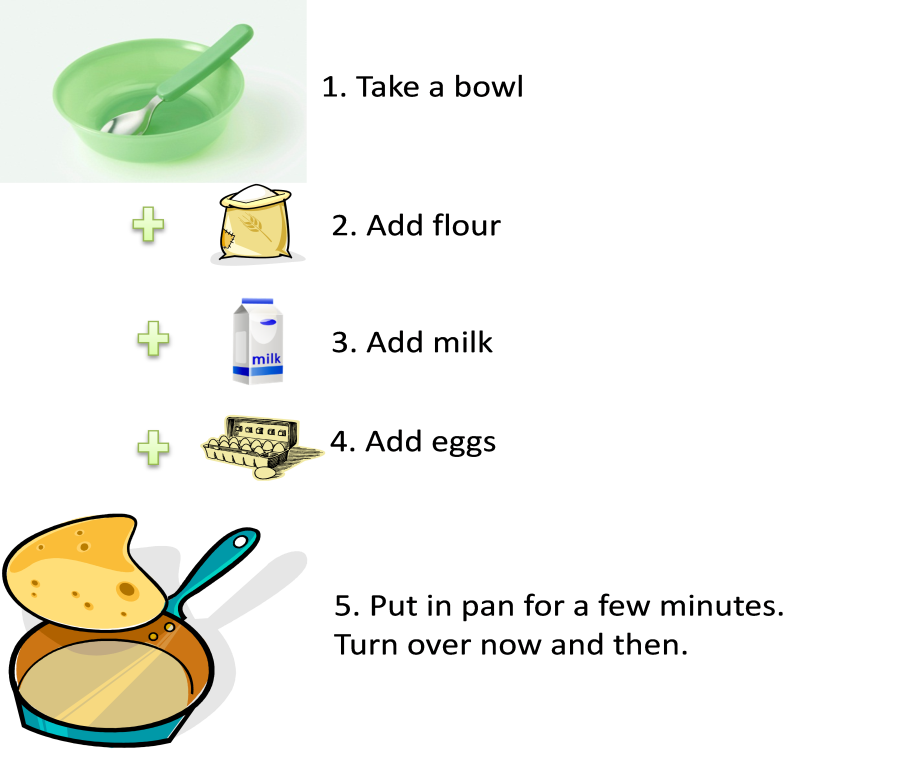 1. Take a bowl
2. Add flour
milk
3. Add milk
4. Add eggs
5. Put in pan for a few minutes.
Turn over now and then.